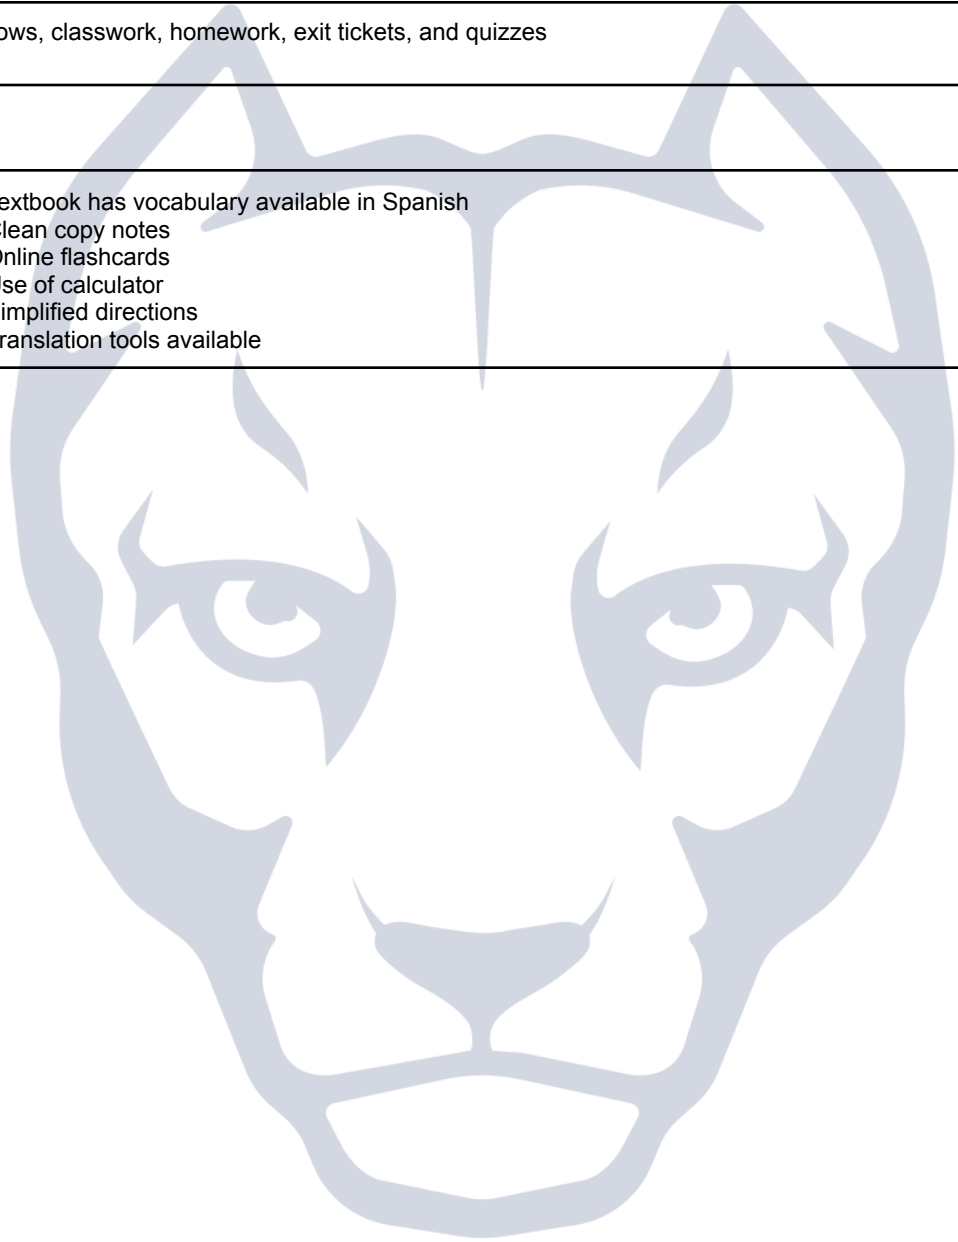 ows, classwork, homework, exit tickets, and quizzes
extbook has vocabulary available in Spanish
lean copy notes
nline flashcards
se of calculator
implified directions
ranslation tools available